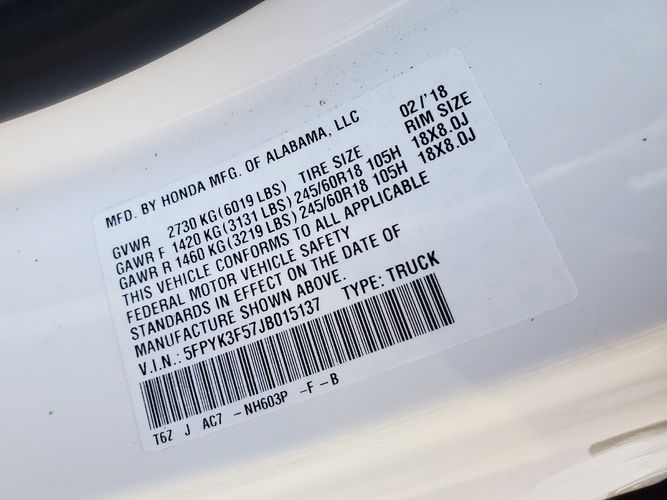 MFD. BY HONDA MFG. OF ALABAMA, LLC 02/'18
GVWR 2730 KG(6019 LBS) TIRE SIZE RIM SIZE
GAWR F 1420 KG(3131 LBS)245/60R18 105H 18X8.0J
GAWR R 1460 KG(3219 LBS)245/60R18 105H 18X8.0J
THIS VEHICLE CONFORMS TO ALL APPLICABLE
FEDERAL MOTOR VEHICLE SAFETY
STANDARDS IN EFFECT ON THE DATE OF
MANUFACTURE SHOWN ABOVE.
V.I.N.: 5FPYK3F57JB015137 TYPE: TRUCK
T6Z J AC7 -NH603P -F-B